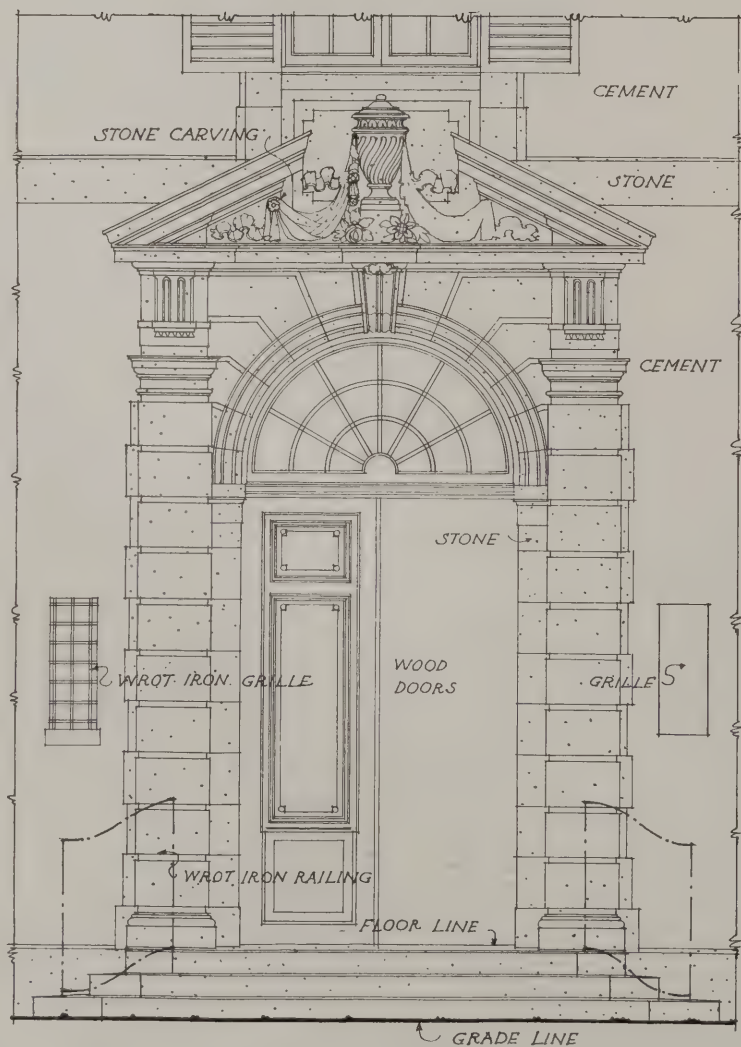 CEMENT
STONE CARVING
STONE
CEMENT
STONE
WOOD
DOORS
WROT. IRON. GRILLE
GRILLE
WROT IRON RAILING
FLOOR LINE
GRADE LINE